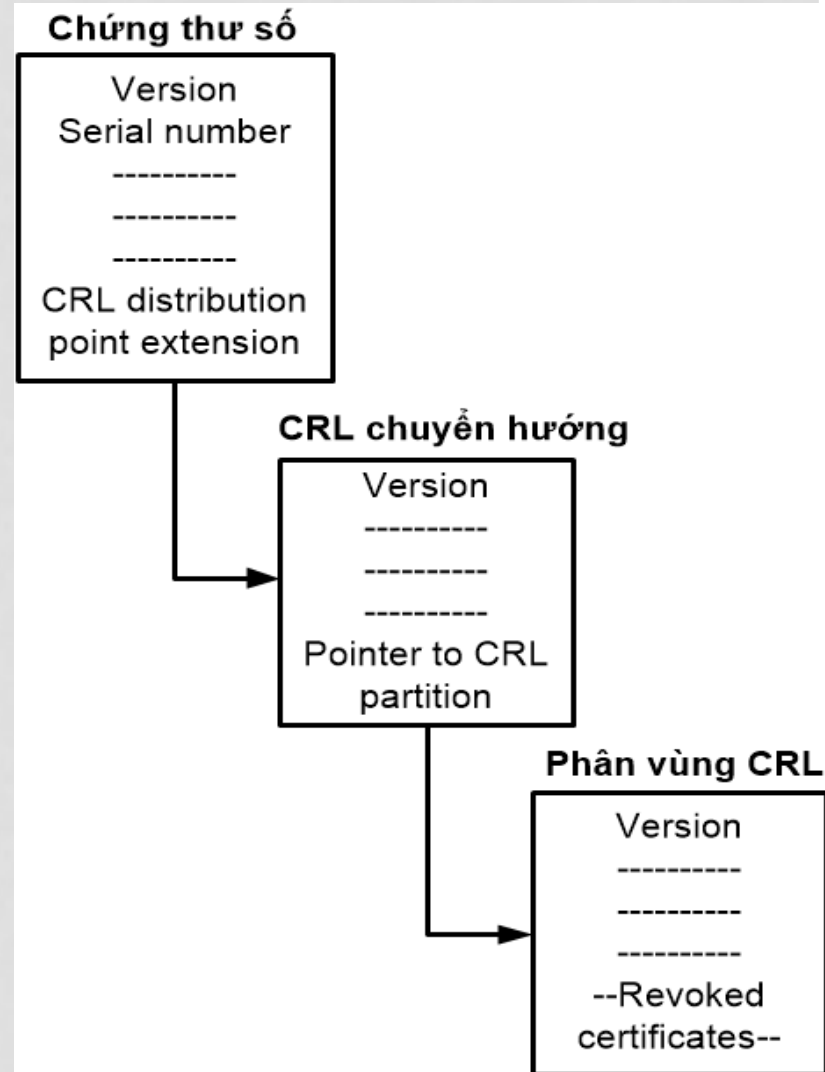 Chứng thư số
Version
Serial number
----------
----------
----------
CRL distribution
point extension
CRL chuyển hướng
Version
----------
----------
----------
Pointer to CRL
partition
Phân vùng CRL
Version
----------
----------
----------
--Revoked
certificates--